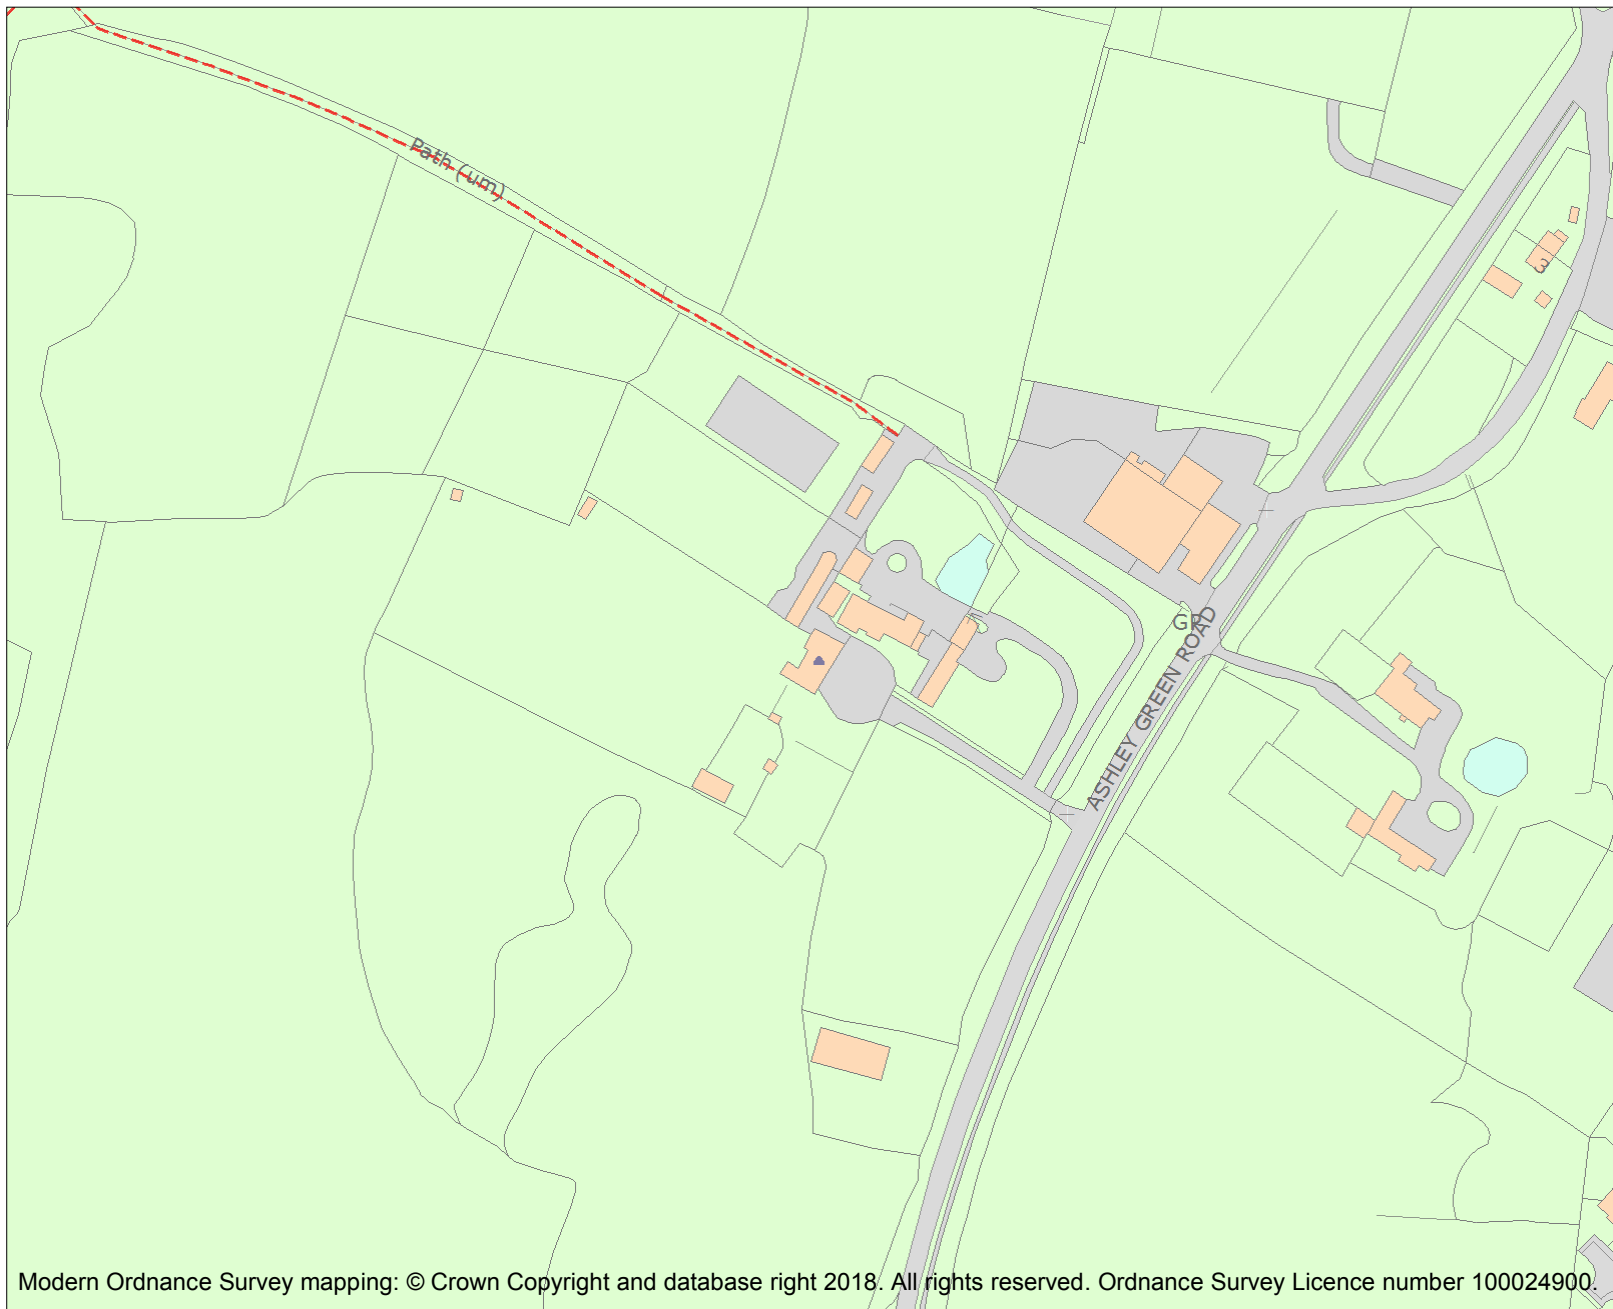 Path (um)
3
GP
ASHLEY GREEN ROAD
Modern Ordnance Survey mapping: © Crown Copyright and database right 2018. All rights reserved. Ordnance Survey Licence number 100024900.